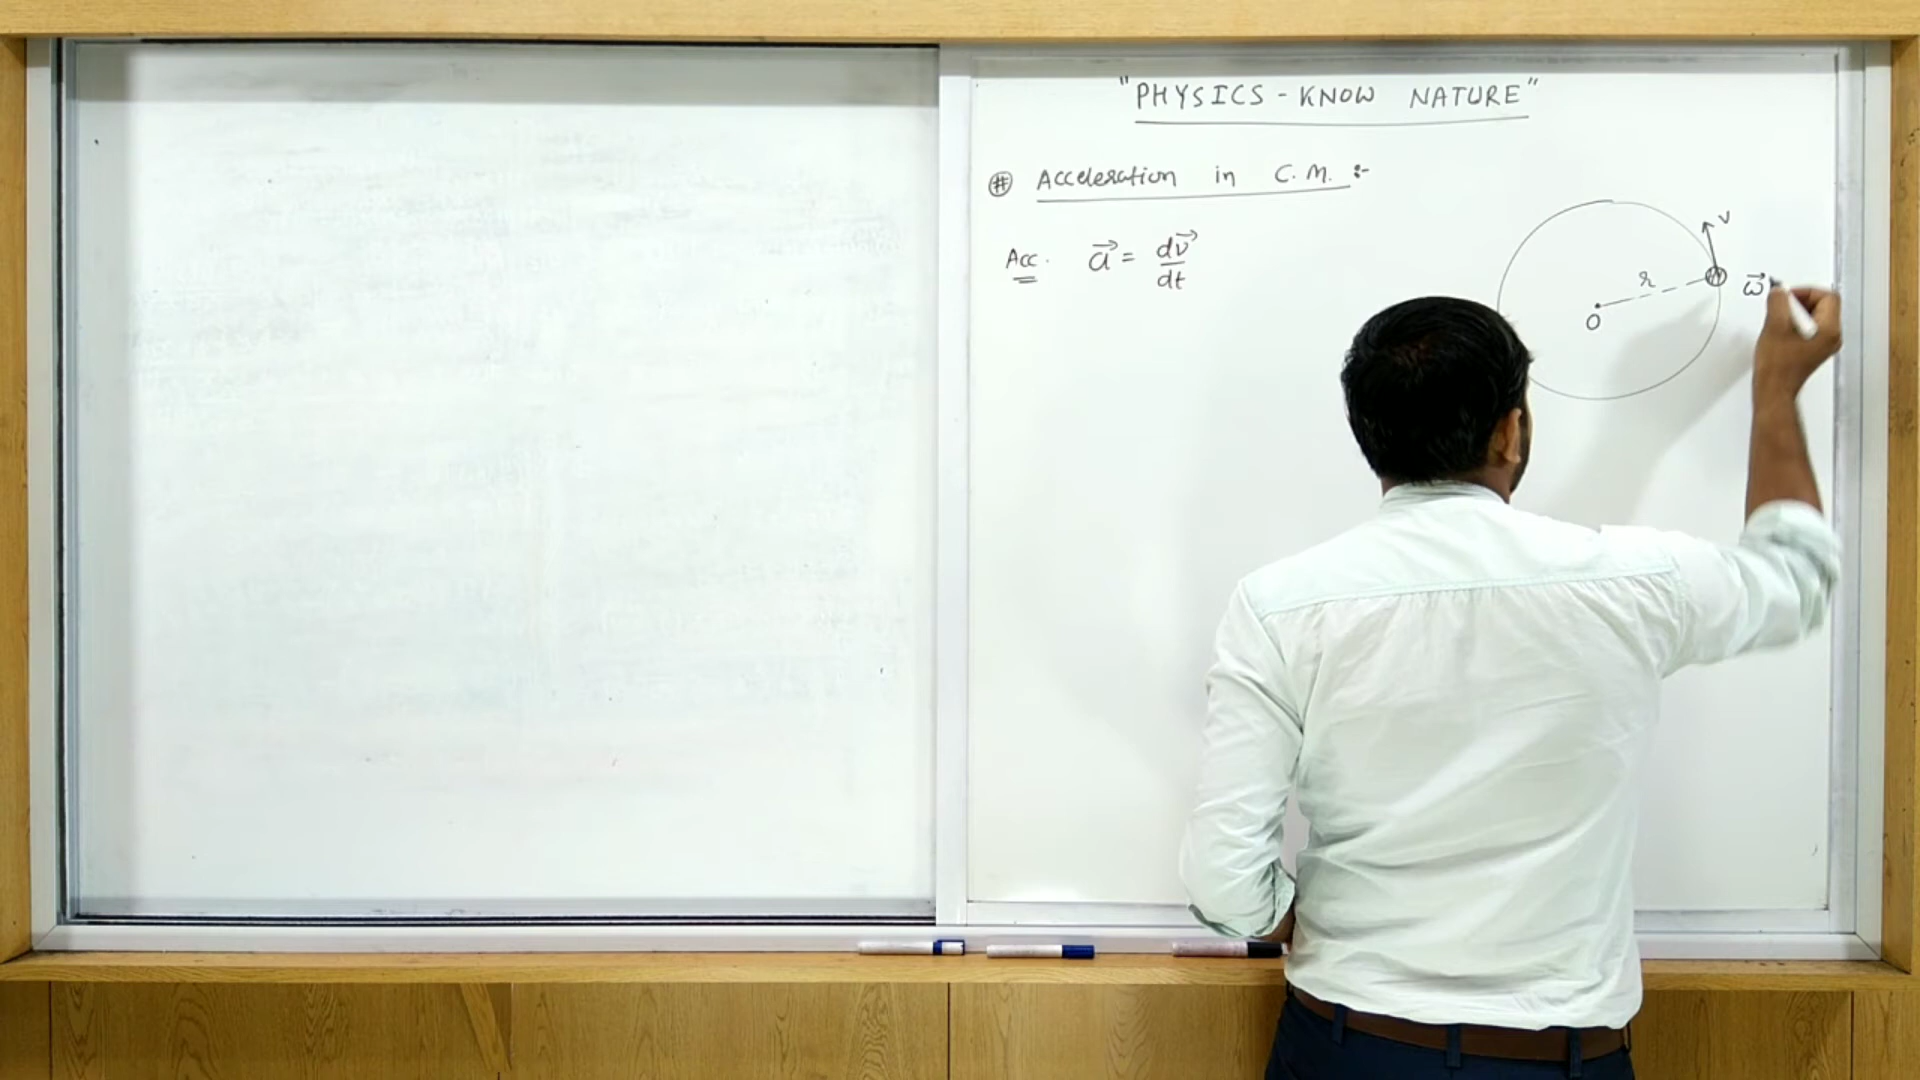 "PHYSICS - KNOW NATURE"
# Acceleration in C.M. :-
Acc. a⃗ = dv⃗/dt
v
r
ω⃗
O